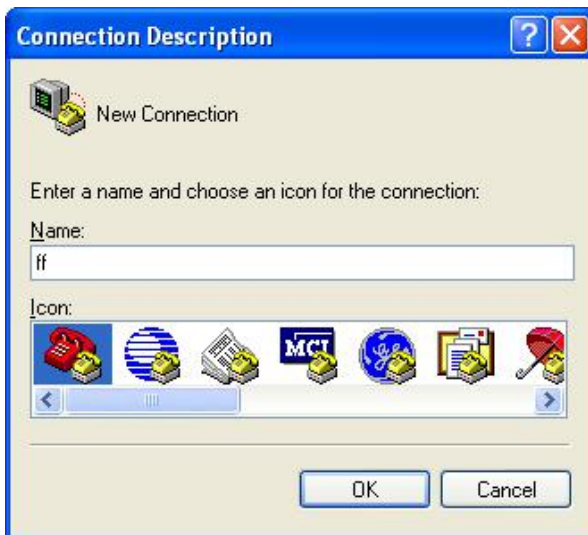 Connection Description
New Connection
Enter a name and choose an icon for the connection:
Name:
ff
Icon:
MCI
OK Cancel